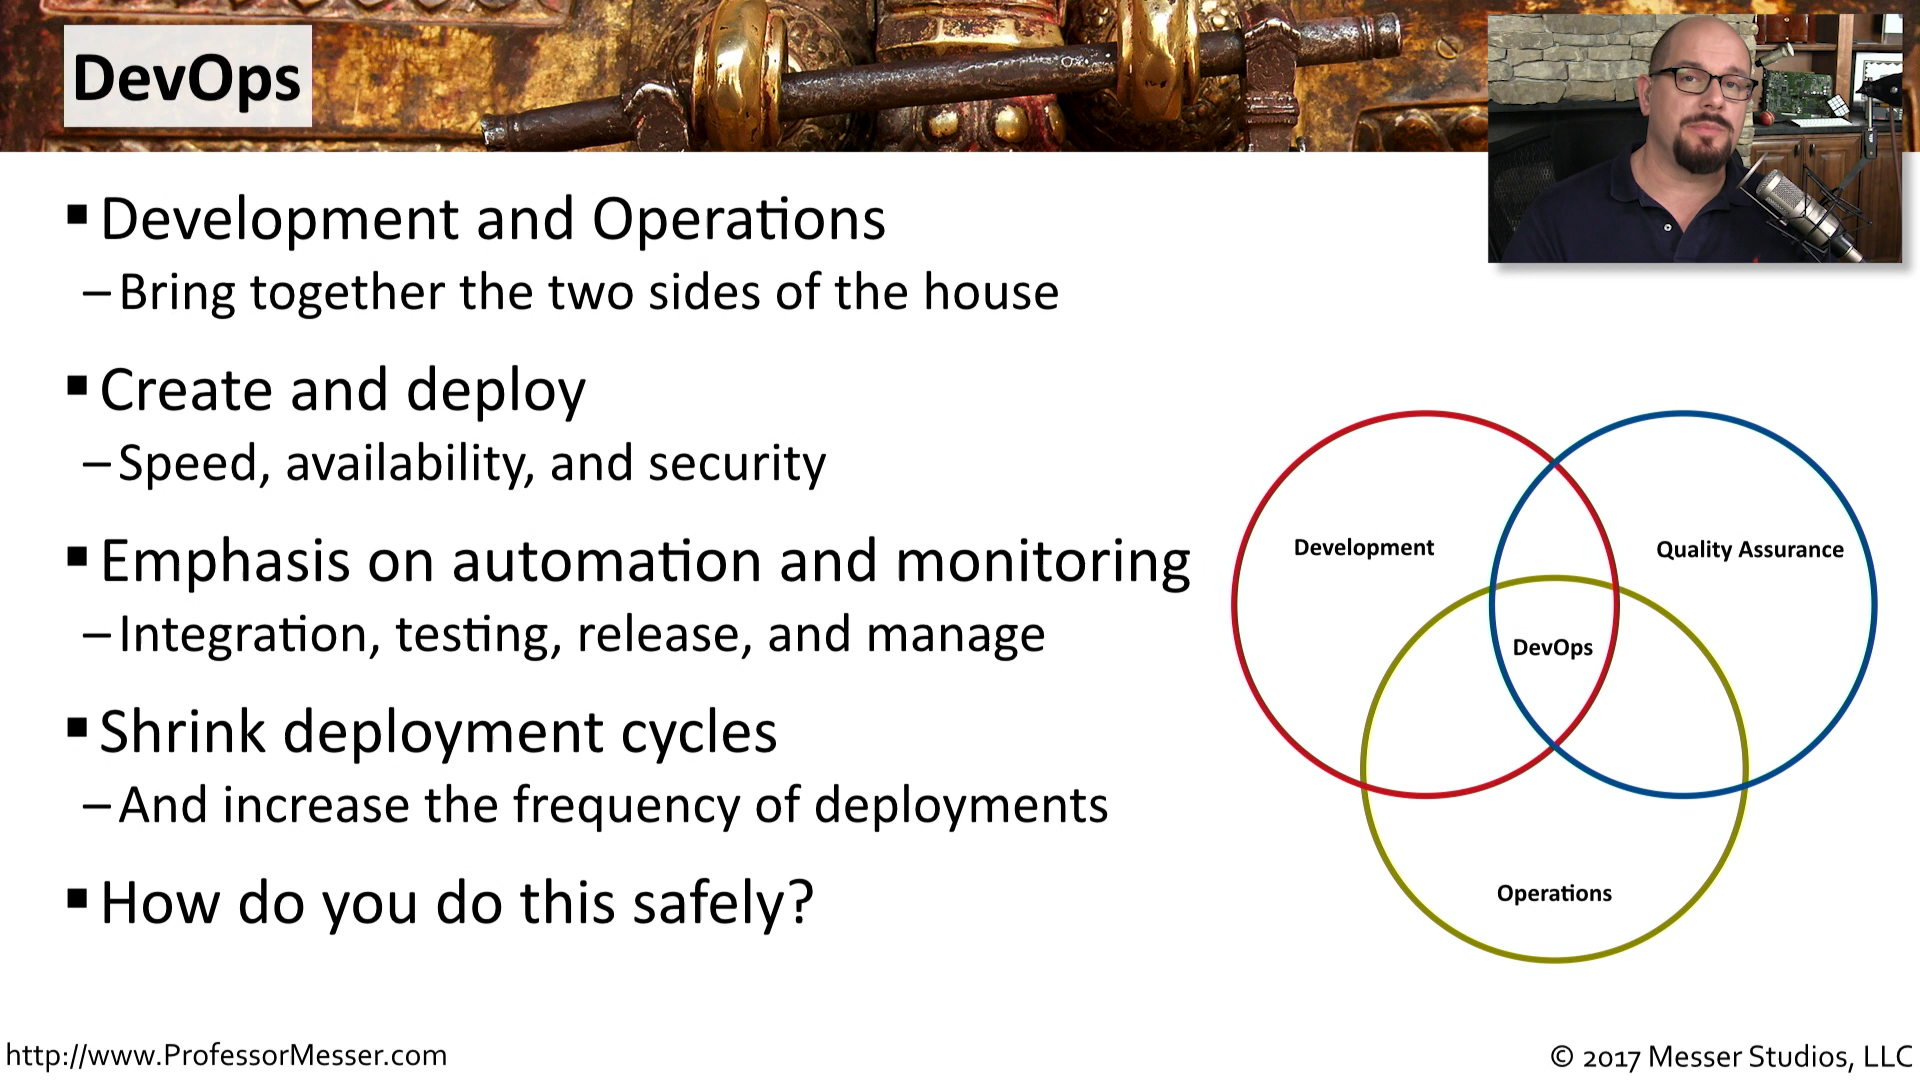 DevOps
▪ Development and Operations
– Bring together the two sides of the house
▪ Create and deploy
– Speed, availability, and security
▪ Emphasis on automation and monitoring
– Integration, testing, release, and manage
▪ Shrink deployment cycles
– And increase the frequency of deployments
▪ How do you do this safely?
Development
Quality Assurance
DevOps
Operations
http://www.ProfessorMesser.com
© 2017 Messer Studios, LLC